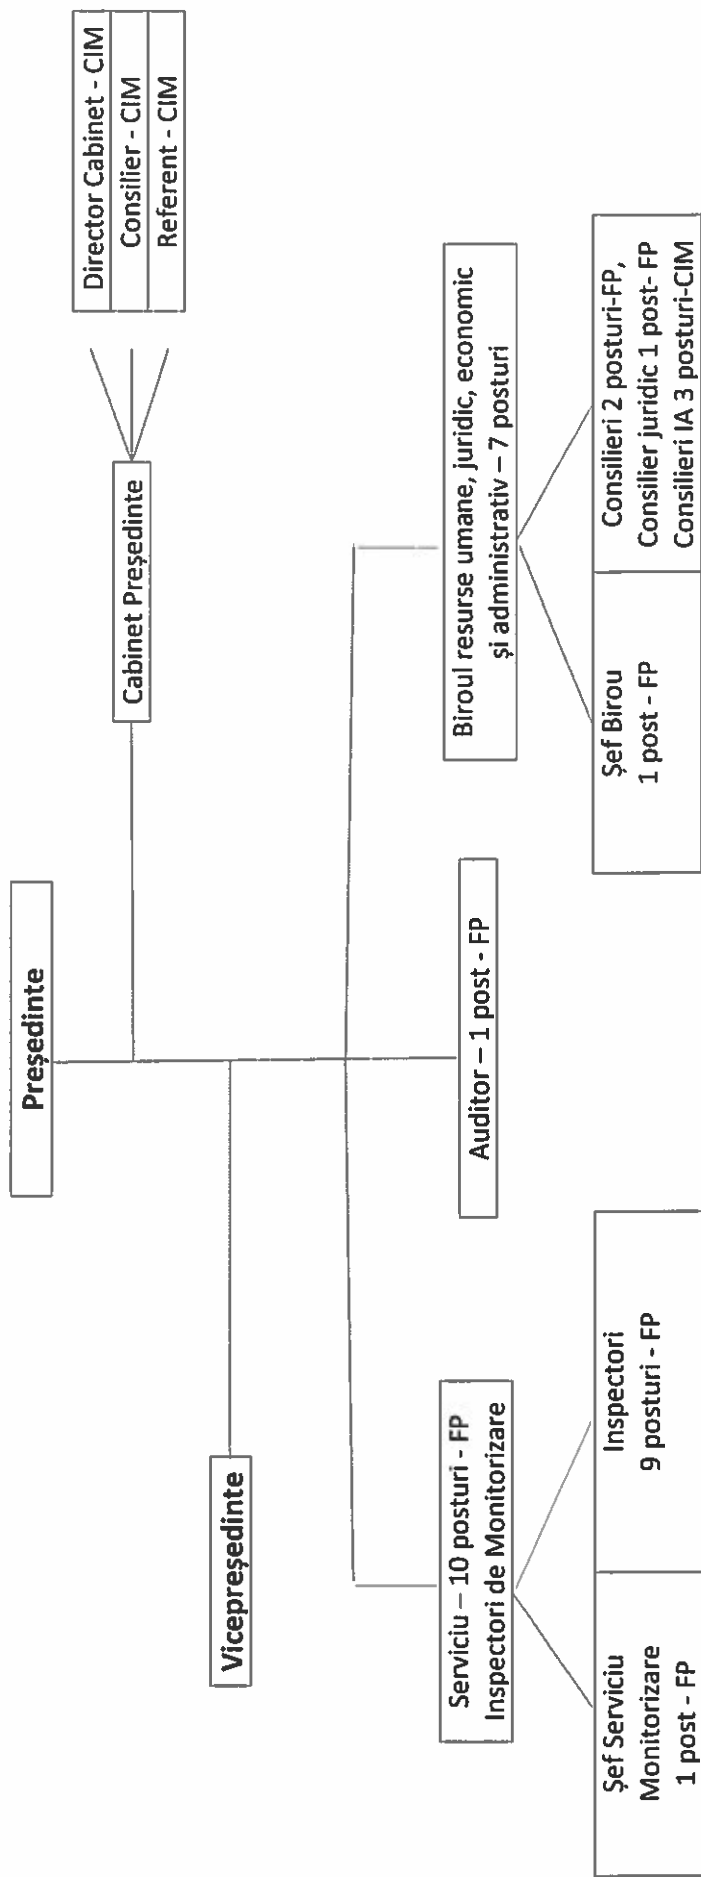 Președinte
Cabinet Președinte
Director Cabinet - CIM
Consilier - CIM
Referent - CIM
Vicepreședinte
Serviciu – 10 posturi - FP
Inspectori de Monitorizare
Șef Serviciu
Monitorizare
1 post - FP
Inspectori
9 posturi - FP
Auditor – 1 post - FP
Biroul resurse umane, juridic, economic
și administrativ – 7 posturi
Șef Birou
1 post - FP
Consilieri 2 posturi-FP,
Consilier juridic 1 post- FP
Consilieri IA 3 posturi-CIM